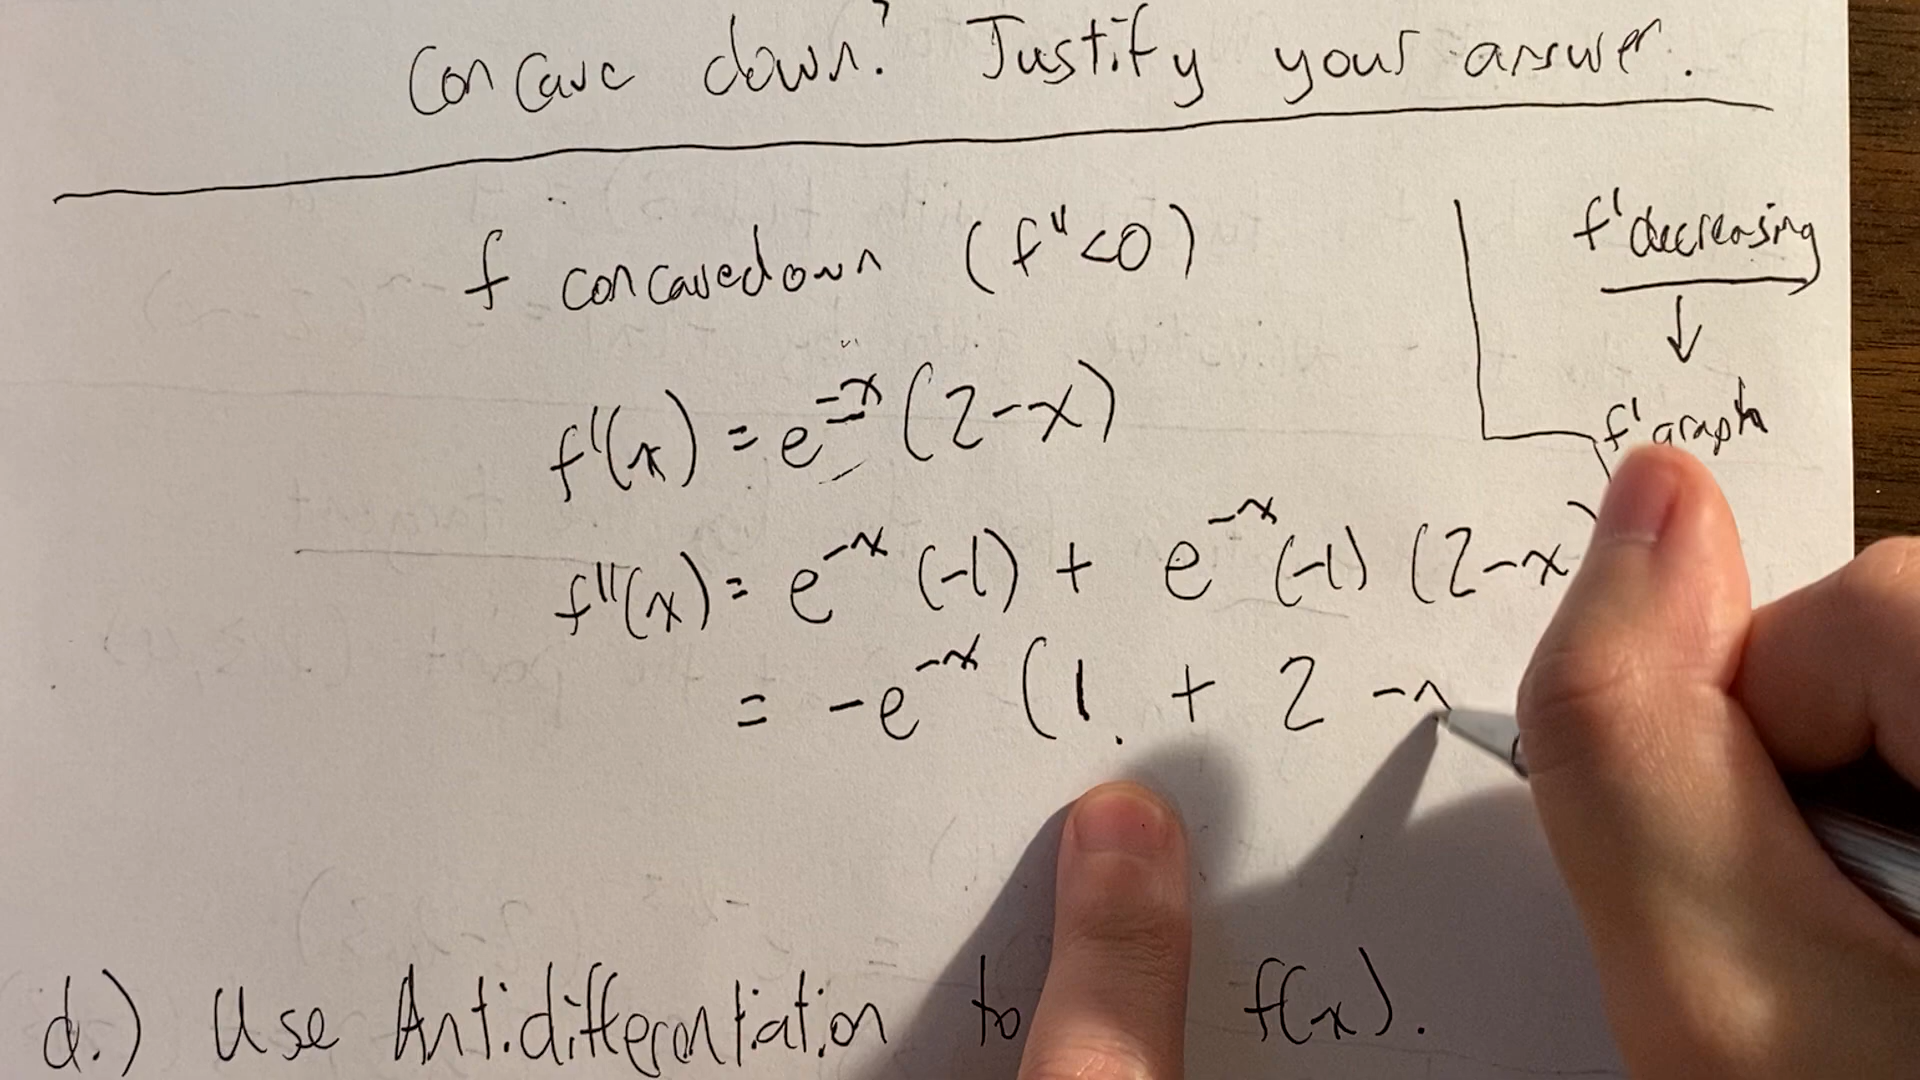 concave down? Justify your answer.
f concavedown (f''<0)
f' decreasing
↓
f' graph
f'(x) = e^-x (2-x)
f''(x) = e^-x (-1) + e^-x (-1) (2-x)
= -e^-x (1 + 2 -
d.) Use Antidifferentiation to f(x).